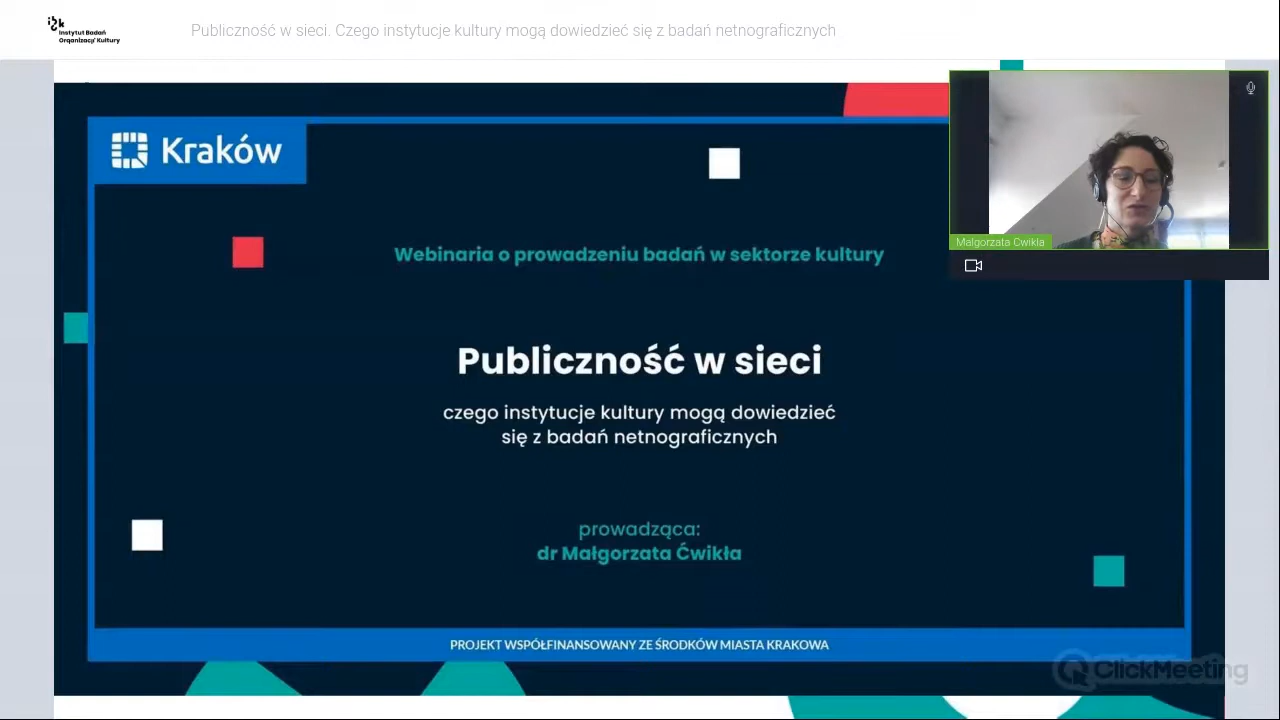 i k
Instytut Badań
Organizacji Kultury
Publiczność w sieci. Czego instytucje kultury mogą dowiedzieć się z badań netnograficznych
Kraków
Webinaria o prowadzeniu badań w sektorze kultury
Malgorzata Cwikla
Publiczność w sieci
czego instytucje kultury mogą dowiedzieć
się z badań netnograficznych
prowadząca:
dr Małgorzata Ćwikła
PROJEKT WSPÓŁFINANSOWANY ZE ŚRODKÓW MIASTA KRAKOWA
ClickMeeting